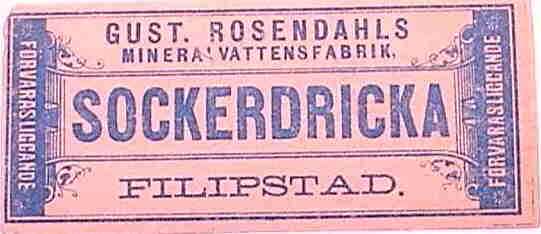 GUST. ROSENDAHLS
MINERALVATTENSFABRIK,
FÖRVARAS LIGGANDE
SOCKERDRICKA
FÖRVARAS LIGGANDE
FILIPSTAD.